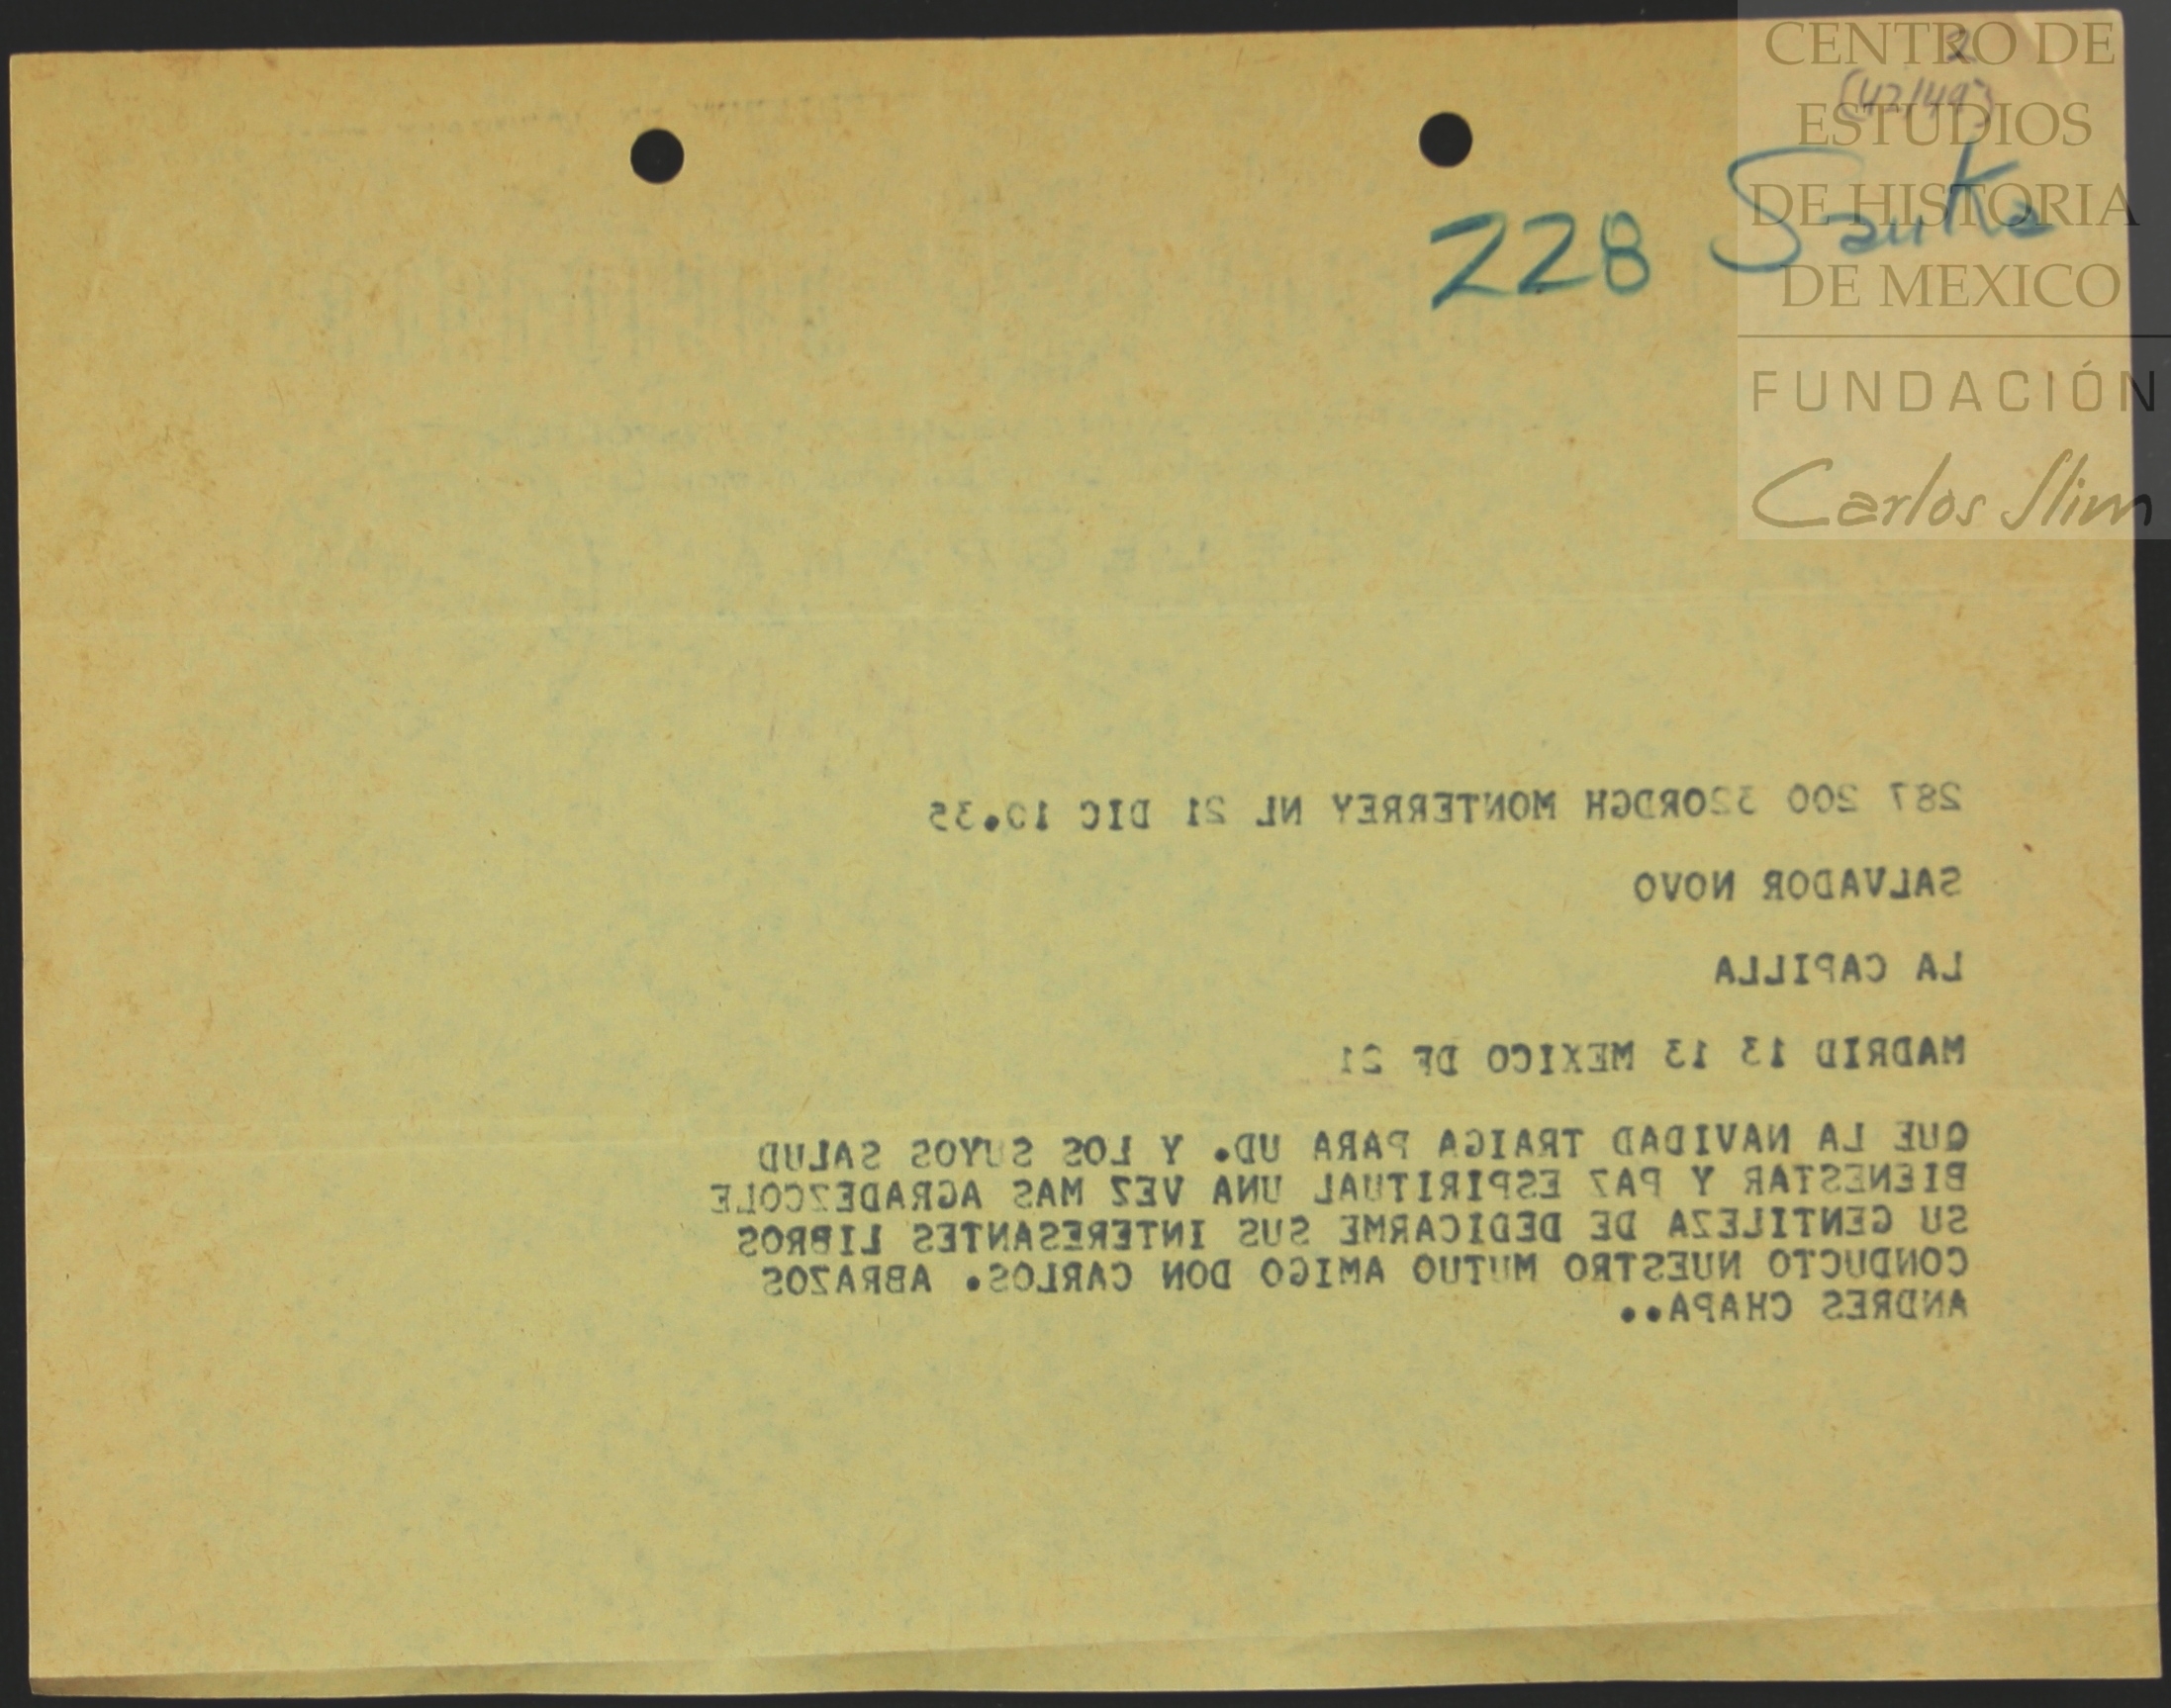 CENTRO DE
ESTUDIOS
DE HISTORIA
DE MEXICO
FUNDACIÓN
Carlos Slim
2
228
287 200 320RDGH MONTERREY NL 21 DIC 10.35
SALVADOR NOVO
LA CAPILLA
MADRID 13 13 MEXICO DF 21
QUE LA NAVIDAD TRAIGA PARA UD. Y LOS SUYOS SALUD
BIENESTAR Y PAZ ESPIRITUAL UNA VEZ MAS AGRADEZCOLE
SU GENTILEZA DE DEDICARME SUS INTERESANTES LIBROS
CONDUCTO NUESTRO MUTUO AMIGO DON CARLOS. ABRAZOS
ANDRES CHAPA..